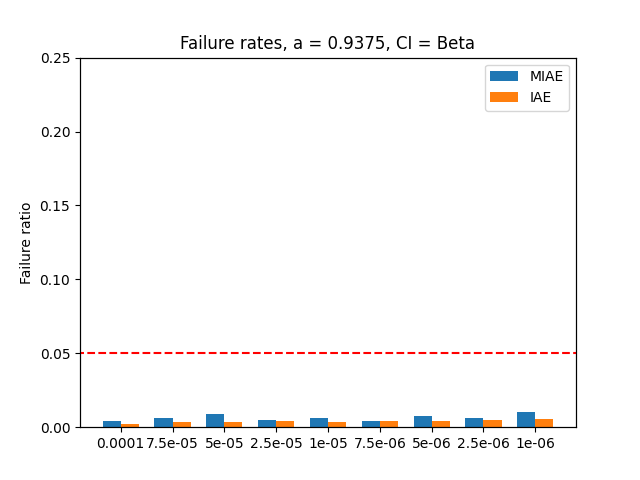 Failure rates, a = 0.9375, CI = Beta
MIAE
IAE
Failure ratio
0.25
0.20
0.15
0.10
0.05
0.00
0.0001 7.5e-05 5e-05 2.5e-05 1e-05 7.5e-06 5e-06 2.5e-06 1e-06